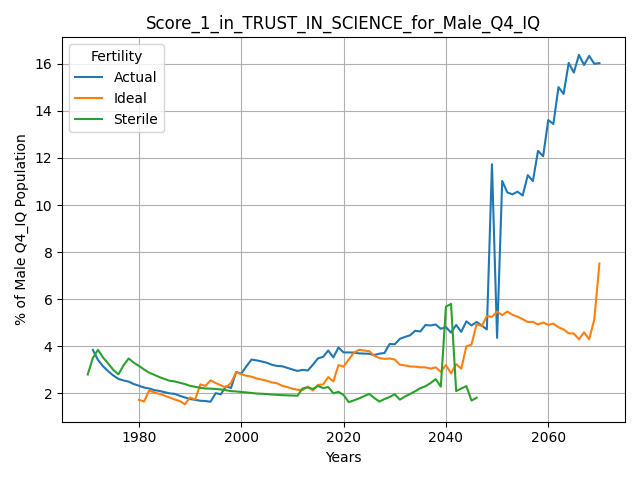 Score_1_in_TRUST_IN_SCIENCE_for_Male_Q4_IQ
Fertility
Actual
Ideal
Sterile
% of Male Q4_IQ Population
16
14
12
10
8
6
4
2
1980
2000
2020
2040
2060
Years